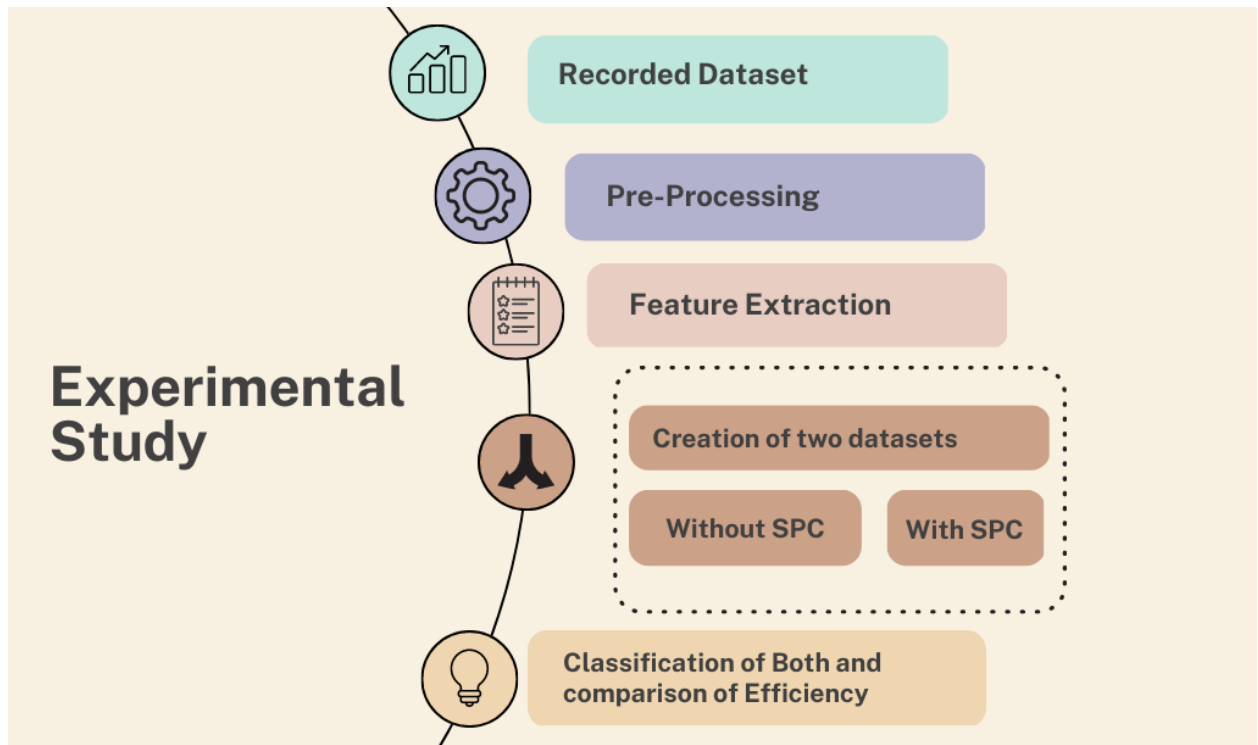 Recorded Dataset
Pre-Processing
Feature Extraction
Experimental
Study
Creation of two datasets
Without SPC
With SPC
Classification of Both and
comparison of Efficiency